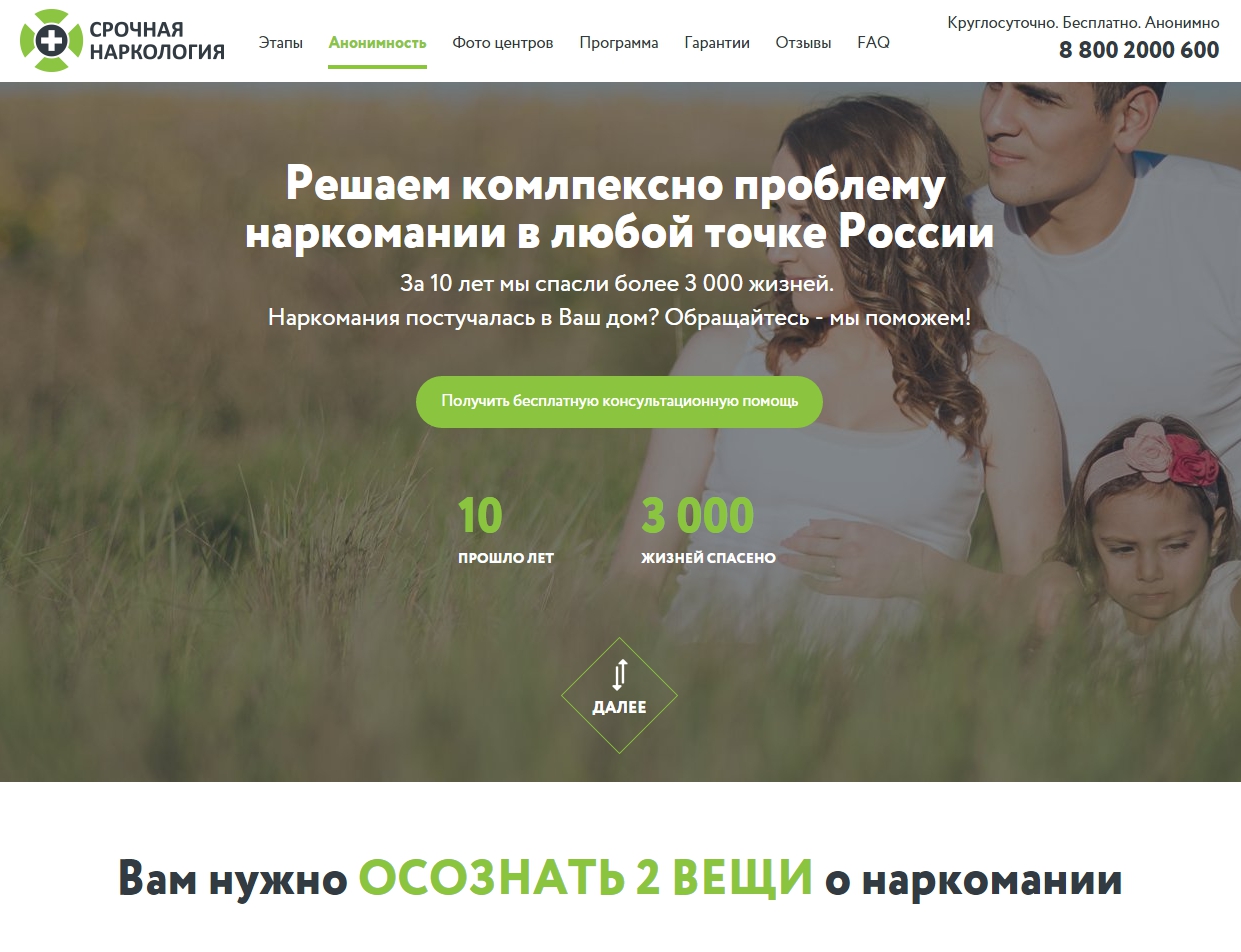 СРОЧНАЯ
НАРКОЛОГИЯ
Этапы Анонимность Фото центров Программа Гарантии Отзывы FAQ
Круглосуточно. Бесплатно. Анонимно
8 800 2000 600
Решаем комлпексно проблему
наркомании в любой точке России
За 10 лет мы спасли более 3 000 жизней.
Наркомания постучалась в Ваш дом? Обращайтесь - мы поможем!
Получить бесплатную консультационную помощь
10 3 000
ПРОШЛО ЛЕТ ЖИЗНЕЙ СПАСЕНО
ДАЛЕЕ
Вам нужно ОСОЗНАТЬ 2 ВЕЩИ о наркомании